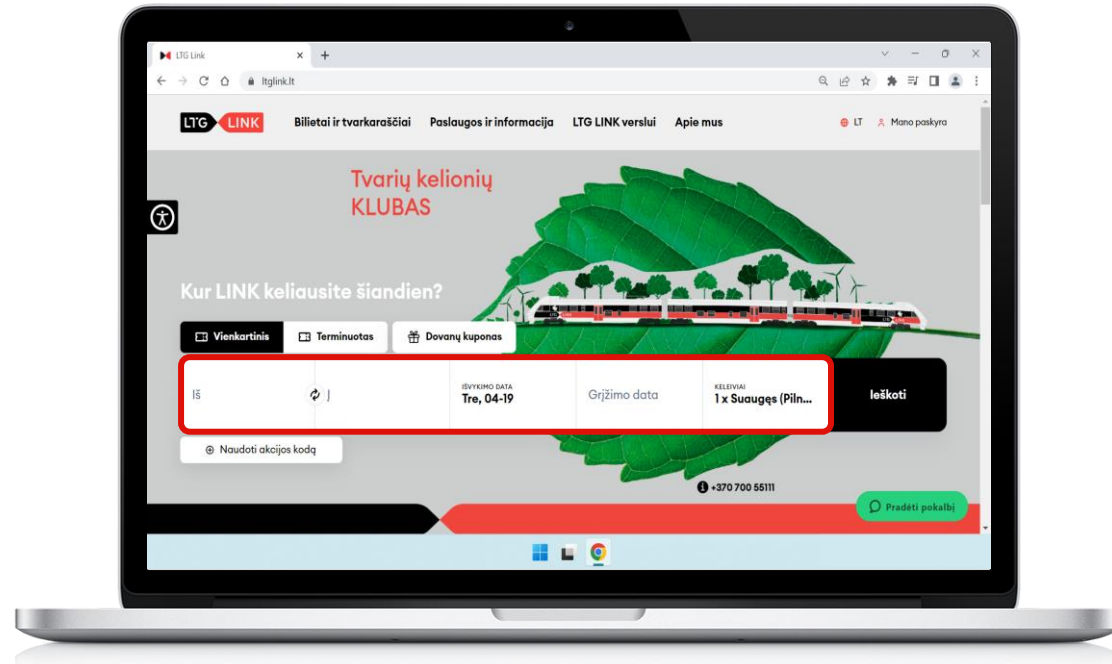 LTG Link
ltglink.lt
LTG LINK
Bilietai ir tvarkaraščiai Paslaugos ir informacija LTG LINK verslui Apie mus
LT Mano paskyra
Tvarių kelionių
KLUBAS
Kur LINK keliausite šiandien?
Vienkartinis Terminuotas Dovanų kuponas
Iš Į IŠVYKIMO DATA Grįžimo data KELEIVIAI Ieškoti
Tre, 04-19 1 x Suaugęs (Piln...
Naudoti akcijos kodą
+370 700 55111
Pradėti pokalbį